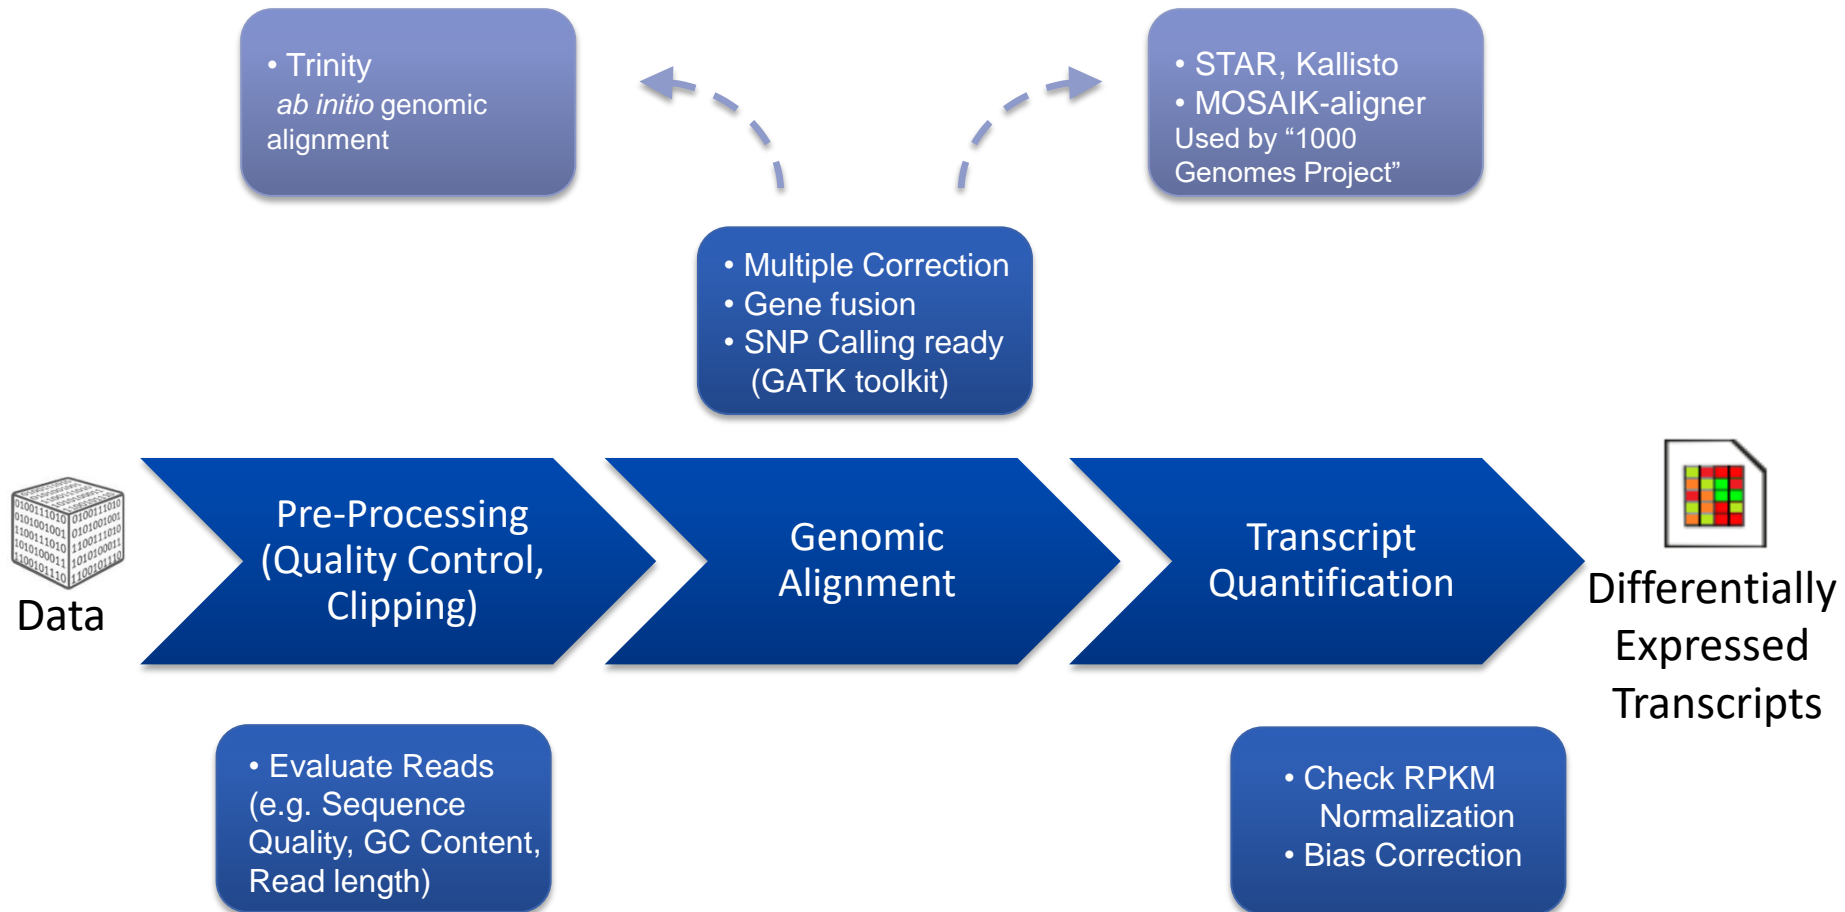 • Trinity
ab initio genomic
alignment
• STAR, Kallisto
• MOSAIK-aligner
Used by “1000
Genomes Project”
• Multiple Correction
• Gene fusion
• SNP Calling ready
(GATK toolkit)
Data
Pre-Processing
(Quality Control,
Clipping)
Genomic
Alignment
Transcript
Quantification
Differentially
Expressed
Transcripts
• Evaluate Reads
(e.g. Sequence
Quality, GC Content,
Read length)
• Check RPKM
Normalization
• Bias Correction